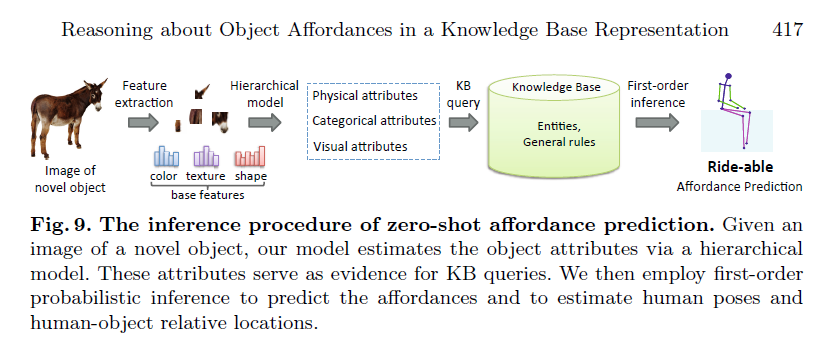 Reasoning about Object Affordances in a Knowledge Base Representation 417
Feature extraction
Hierarchical model
KB query
First-order inference
Image of novel object
color texture shape
base features
Physical attributes
Categorical attributes
Visual attributes
Knowledge Base
Entities,
General rules
Ride-able
Affordance Prediction
Fig. 9. The inference procedure of zero-shot affordance prediction. Given an
image of a novel object, our model estimates the object attributes via a hierarchical
model. These attributes serve as evidence for KB queries. We then employ first-order
probabilistic inference to predict the affordances and to estimate human poses and
human-object relative locations.